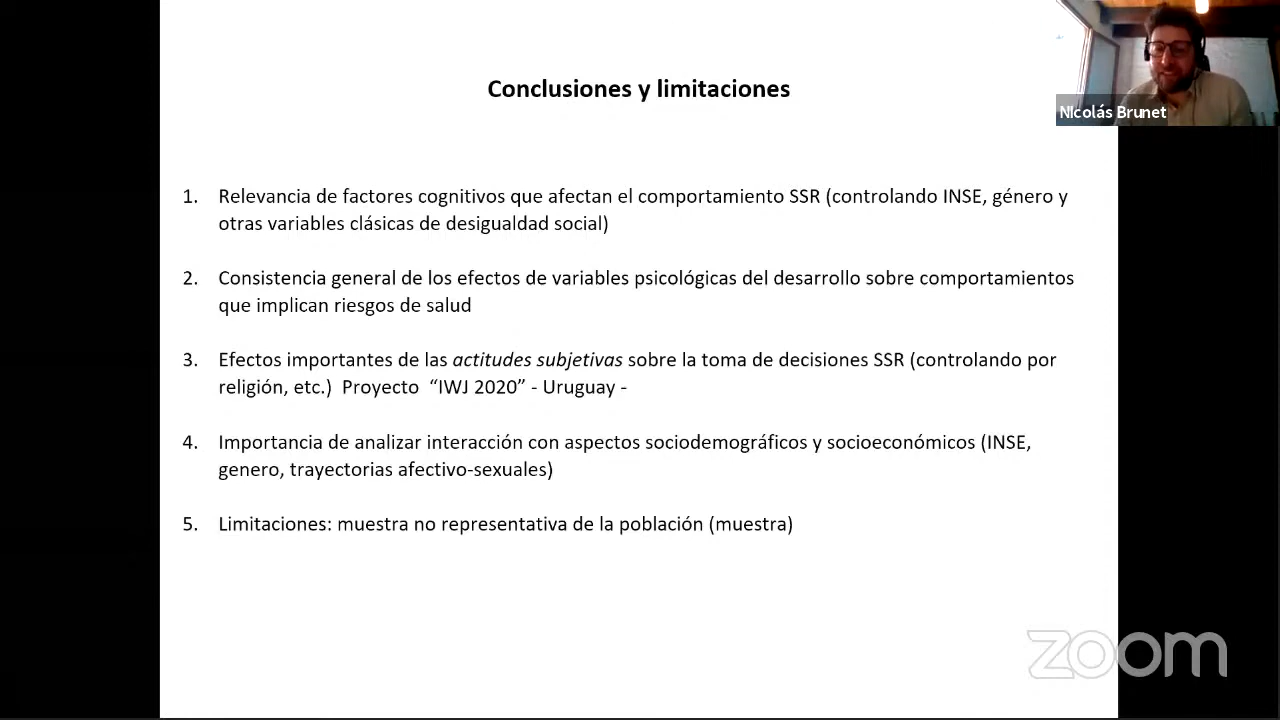 Conclusiones y limitaciones
NIcolás Brunet
1. Relevancia de factores cognitivos que afectan el comportamiento SSR (controlando INSE, género y
otras variables clásicas de desigualdad social)
2. Consistencia general de los efectos de variables psicológicas del desarrollo sobre comportamientos
que implican riesgos de salud
3. Efectos importantes de las actitudes subjetivas sobre la toma de decisiones SSR (controlando por
religión, etc.) Proyecto “IWJ 2020” - Uruguay -
4. Importancia de analizar interacción con aspectos sociodemográficos y socioeconómicos (INSE,
genero, trayectorias afectivo-sexuales)
5. Limitaciones: muestra no representativa de la población (muestra)
zoom